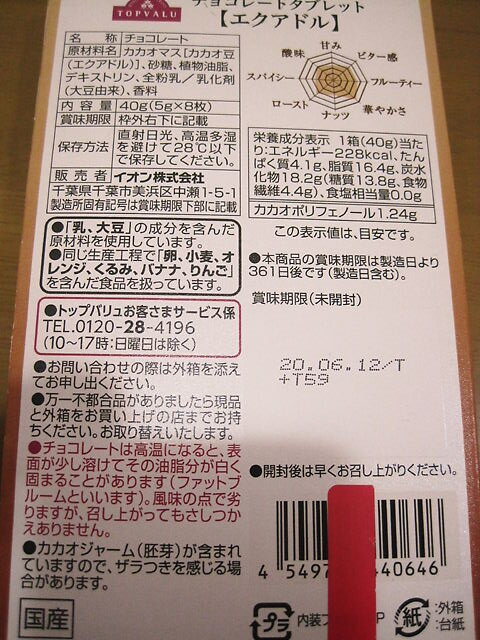 TOPVALU
チョコレートタブレット
【エクアドル】
名　　称 チョコレート
原材料名 カカオマス[カカオ豆
（エクアドル）]、砂糖、植物油脂、
デキストリン、全粉乳／乳化剤
（大豆由来）、香料
内 容 量 40g(5g×8枚)
賞味期限 枠外右下に記載
保存方法 直射日光、高温多湿
を避けて28℃以下
で保存してください。
販 売 者 イオン株式会社
千葉県千葉市美浜区中瀬1-5-1
製造所固有記号は賞味期限下部に記載
●「乳、大豆」の成分を含んだ
原材料を使用しています。
●同じ生産工程で「卵、小麦、オ
レンジ、くるみ、バナナ、りんご」
を含んだ食品を扱っています。
●トップバリュお客さまサービス係
TEL.0120-28-4196
(10〜17時:日曜日は除く)
●お問い合わせの際は外箱を添え
てお申し出ください。
●万一不都合品がありましたら現品
と外箱をお買い上げの店までお持
ちください。お取り替えいたします。
●チョコレートは高温になると、表
面が少し溶けてその油脂分が白く
固まることがあります（ファットブ
ルームといいます）。風味の点で劣
りますが、召し上がってもさしつか
えありません。
●カカオジャーム（胚芽）が含まれ
ていますので、ザラつきを感じる場
合があります。
国産
甘み
酸味
ビター感
スパイシー
フルーティー
ロースト
華やかさ
ナッツ
栄養成分表示 1箱(40g)当た
り:エネルギー228kcal、たん
ぱく質4.1g、脂質16.4g、炭水
化物18.2g(糖質13.8g、食物
繊維4.4g)、食塩相当量0.0g
カカオポリフェノール1.24g
この表示値は、目安です。
●本商品の賞味期限は製造日より
361日後です(製造日含む)。
賞味期限（未開封）
20.06.12/T
+T59
●開封後は早くお召し上がりください。
4 5497 440646
プラ
内装フ P
紙
:外箱
:台紙